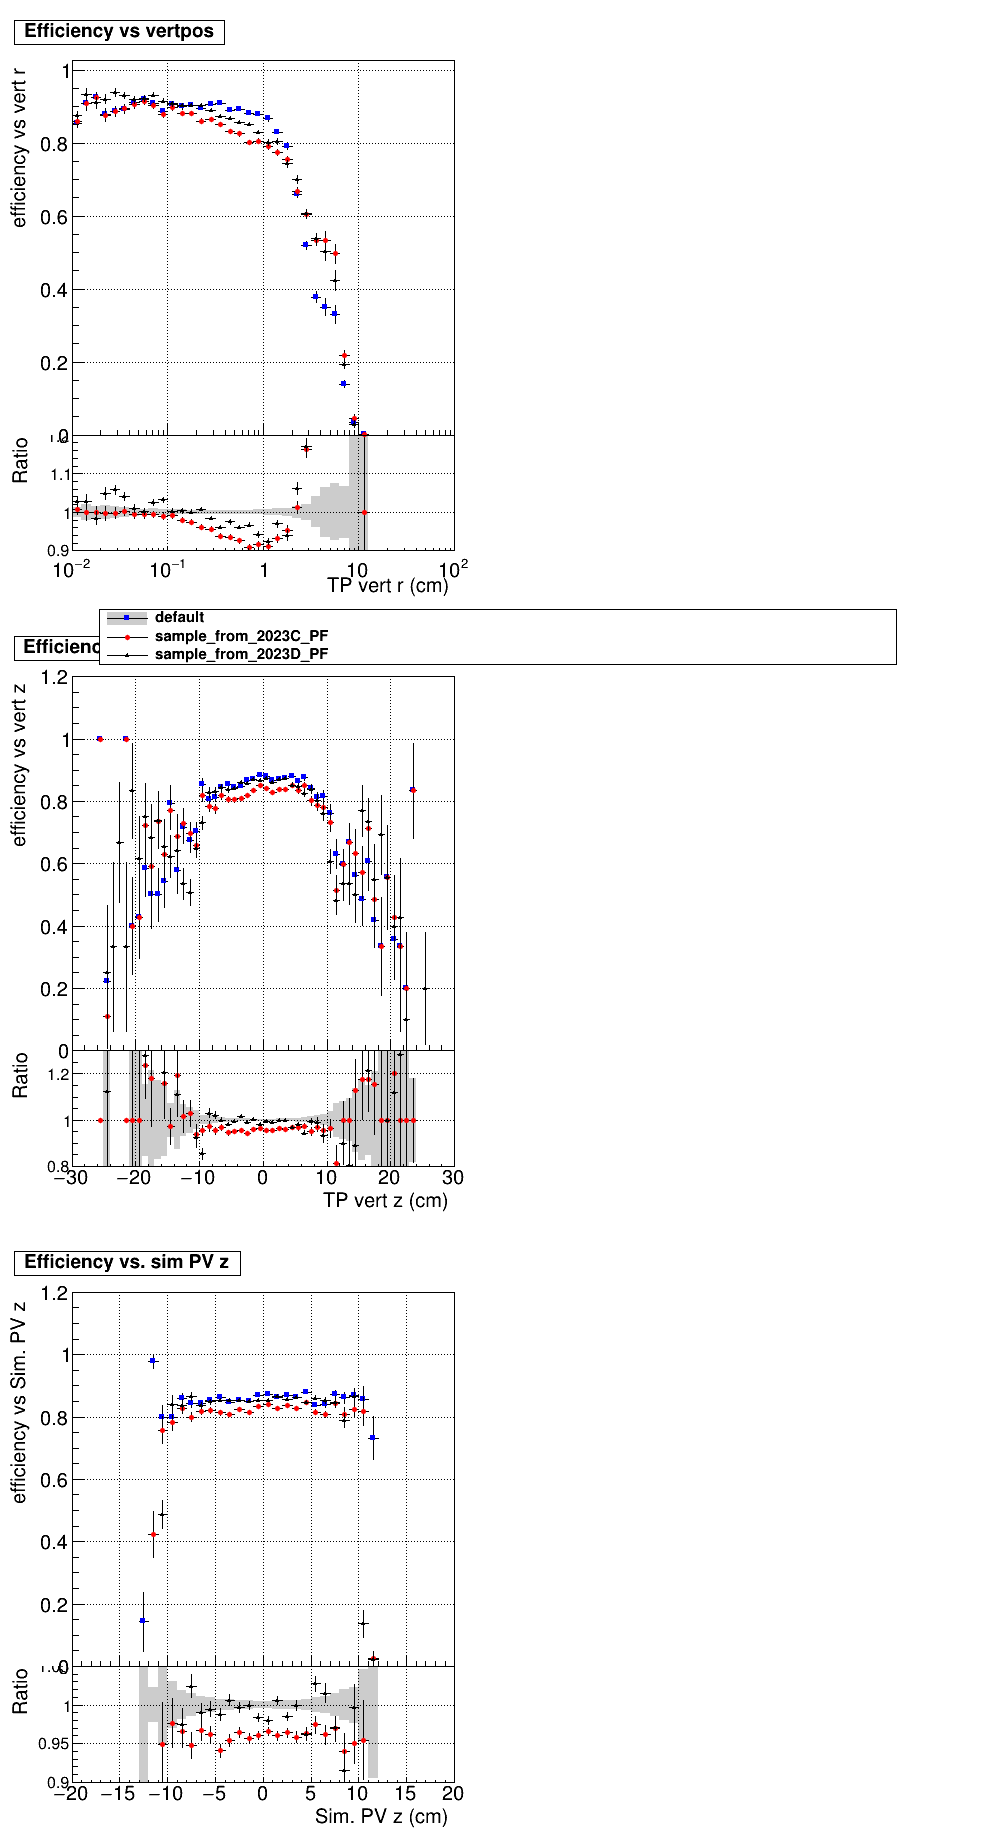 Efficiency vs vertpos
efficiency vs vert r
1
0.8
0.6
0.4
0.2
0
Ratio
1.1
1
0.9
10⁻² 10⁻¹ 1 10 10²
TP vert r (cm)
default
sample_from_2023C_PF
sample_from_2023D_PF
efficiency vs vert z
1.2
1
0.8
0.6
0.4
0.2
0
Ratio
1.2
1
0.8
−30 −20 −10 0 10 20 30
TP vert z (cm)
Efficiency vs. sim PV z
efficiency vs Sim. PV z
1.2
1
0.8
0.6
0.4
0.2
0
Ratio
1
0.95
0.9
−20 −15 −10 −5 0 5 10 15 20
Sim. PV z (cm)